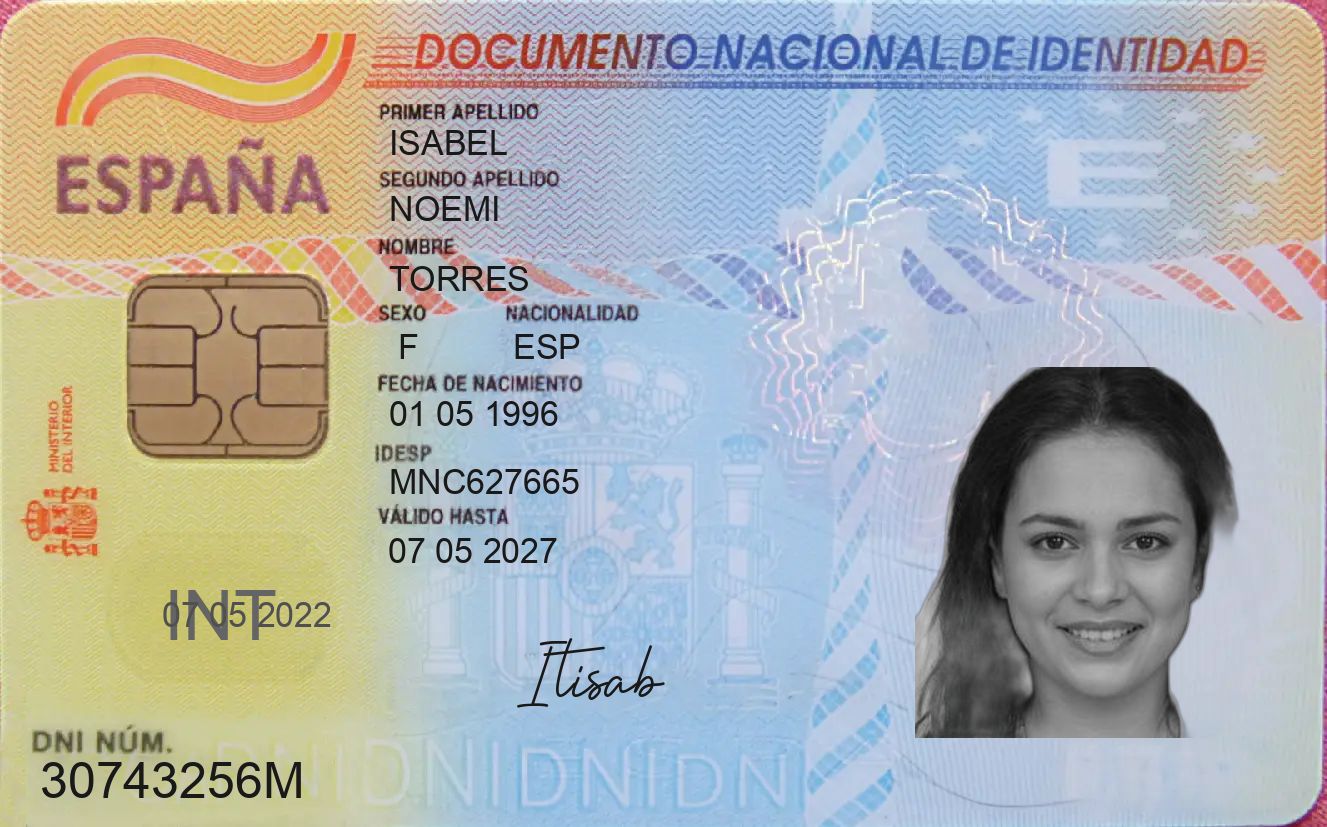 DOCUMENTO NACIONAL DE IDENTIDAD
ESPAÑA
PRIMER APELLIDO
ISABEL
SEGUNDO APELLIDO
NOEMI
NOMBRE
TORRES
SEXO NACIONALIDAD
F ESP
FECHA DE NACIMIENTO
01 05 1996
IDESP
MNC627665
VÁLIDO HASTA
07 05 2027
MINISTERIO
DEL INTERIOR
E
INT
07 05 2022
Itisab
DNI NÚM.
30743256M
DNIDNIDNIDNI